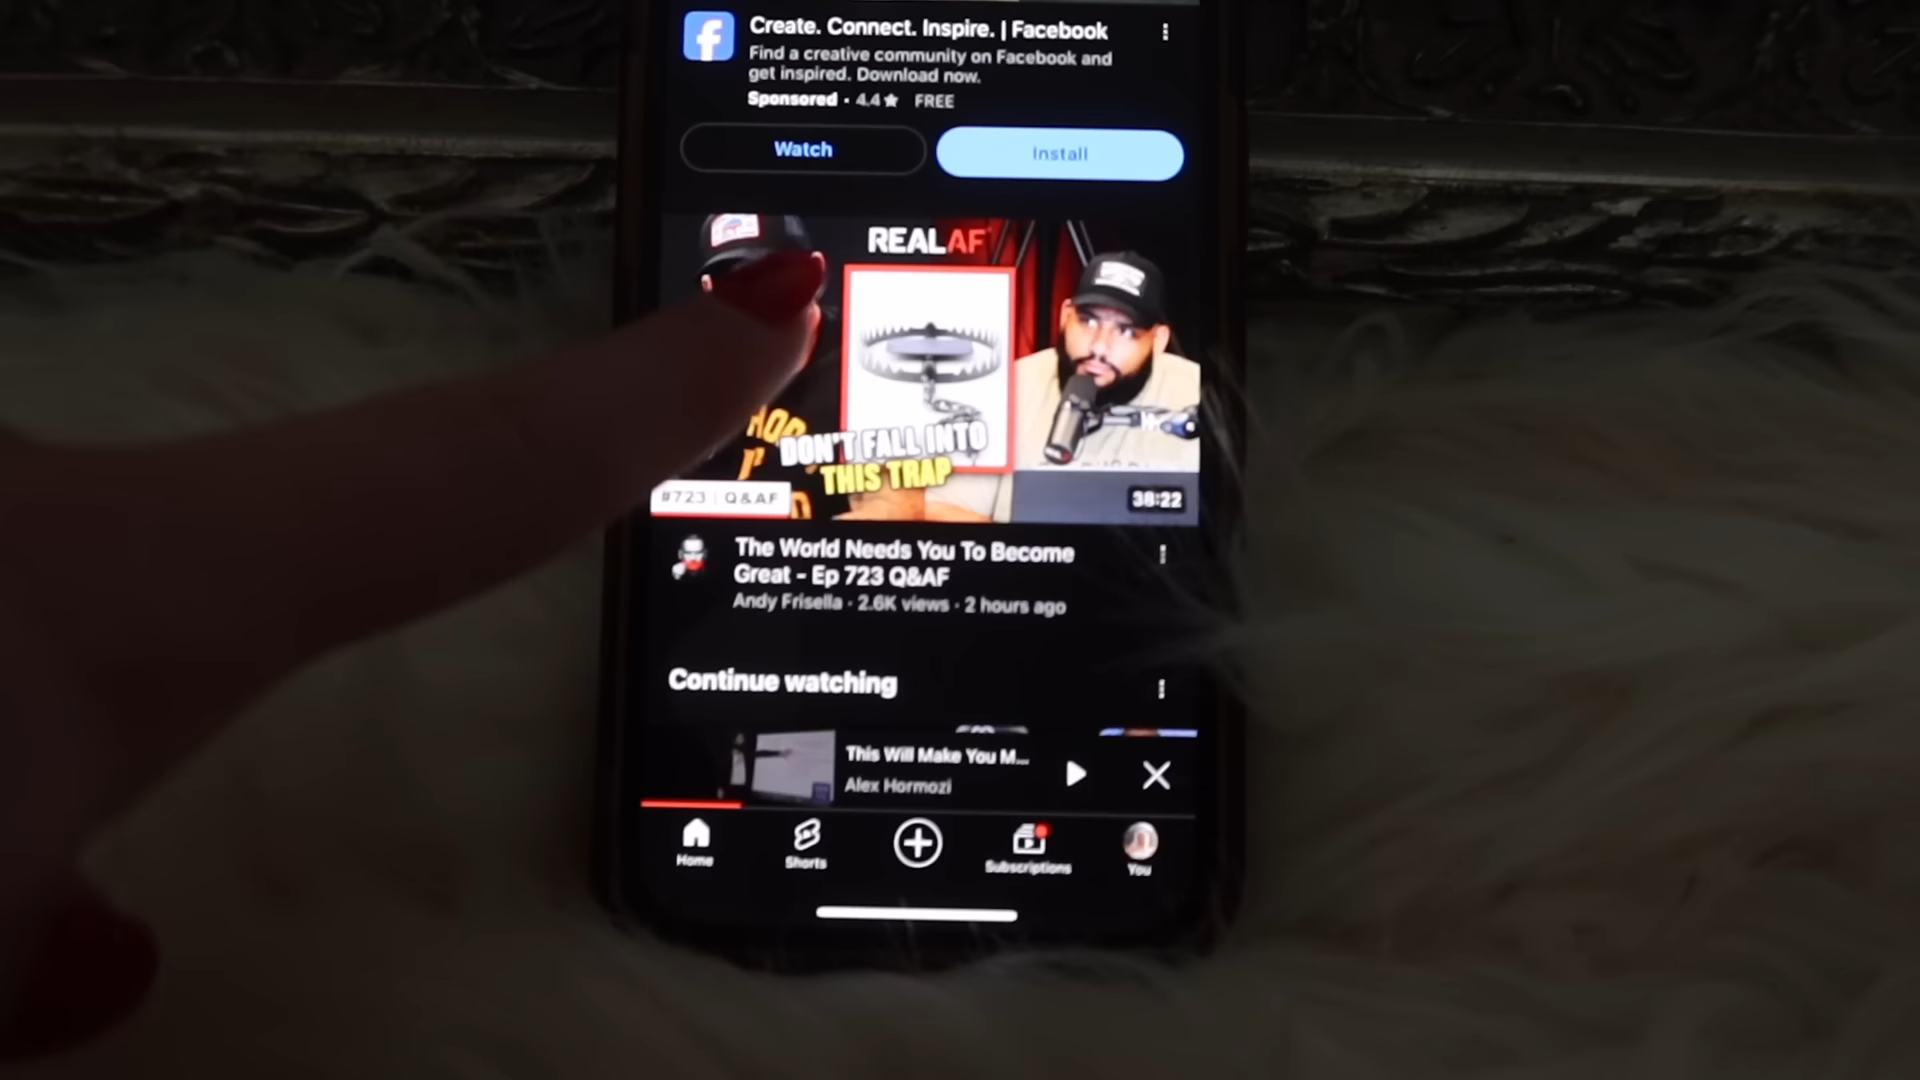 Create. Connect. Inspire. | Facebook
Find a creative community on Facebook and
get inspired. Download now.
Sponsored · 4.4★ FREE
Watch
Install
REALAF
DON'T FALL INTO
THIS TRAP
#723 | Q&AF
38:22
The World Needs You To Become
Great - Ep 723 Q&AF
Andy Frisella · 2.6K views · 2 hours ago
Continue watching
This Will Make You M...
Alex Hormozi
Home
Shorts
Subscriptions
You